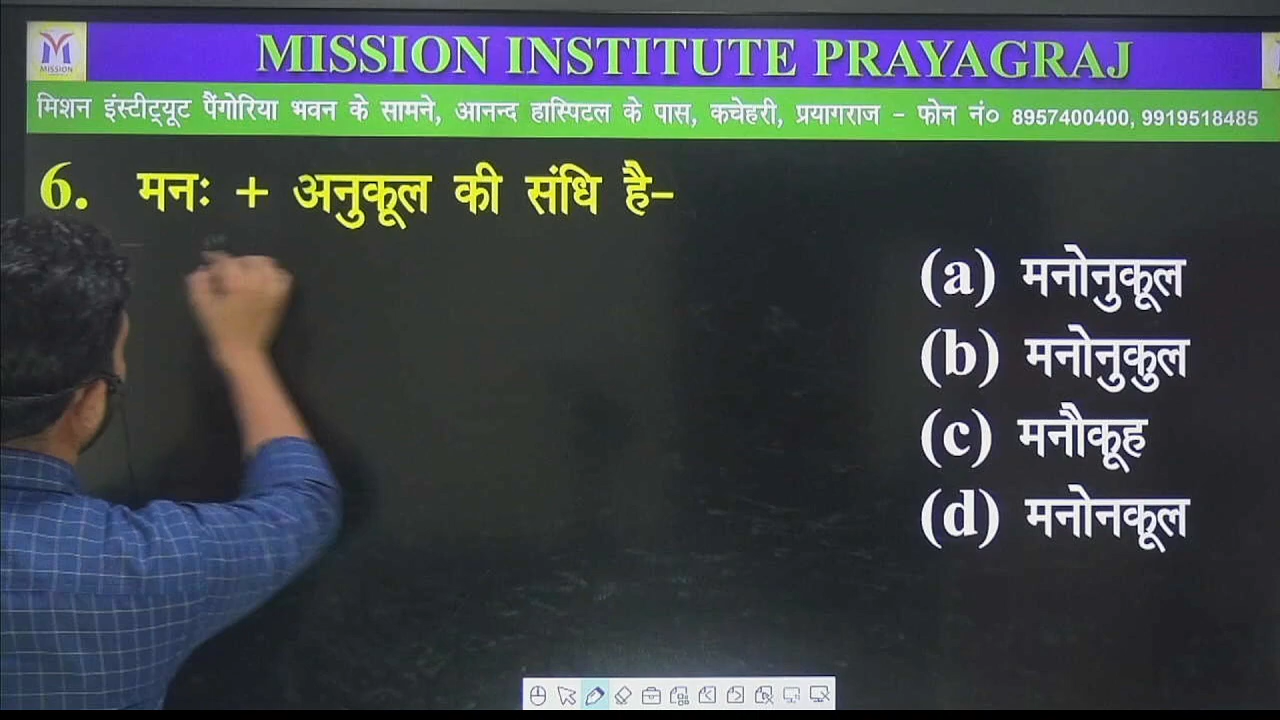 MISSION
MISSION INSTITUTE PRAYAGRAJ
मिशन इंस्टीट्यूट पैंगोरिया भवन के सामने, आनन्द हास्पिटल के पास, कचेहरी, प्रयागराज - फोन नं० 8957400400, 9919518485
6. मनः + अनुकूल की संधि है-
(a) मनोनुकूल
(b) मनोनुकुल
(c) मनौकूह
(d) मनोनकूल